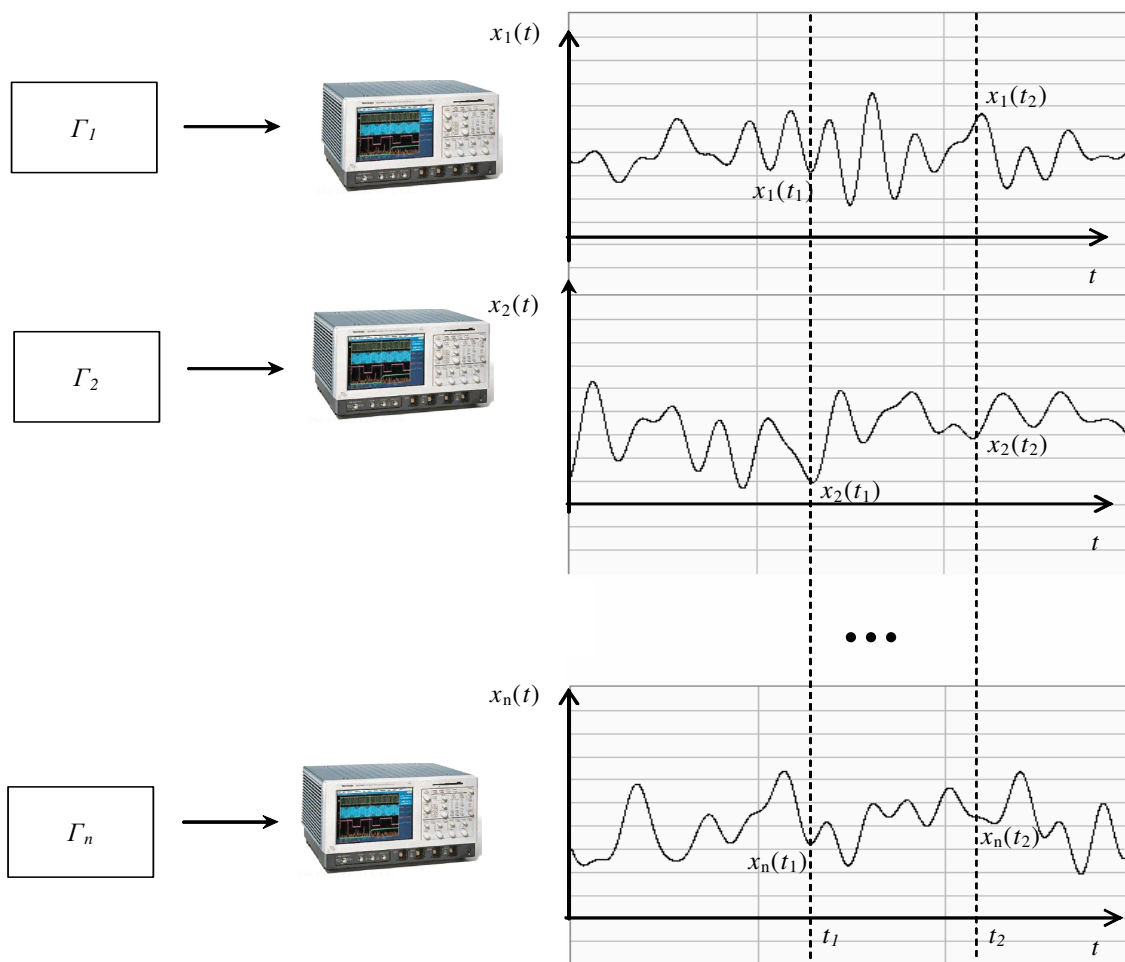 x₁(t)
Γ₁
x₁(t₂)
x₁(t₁)
t
x₂(t)
Γ₂
x₂(t₂)
x₂(t₁)
t
...
xₙ(t)
Γₙ
xₙ(t₁)
xₙ(t₂)
t₁
t₂
t